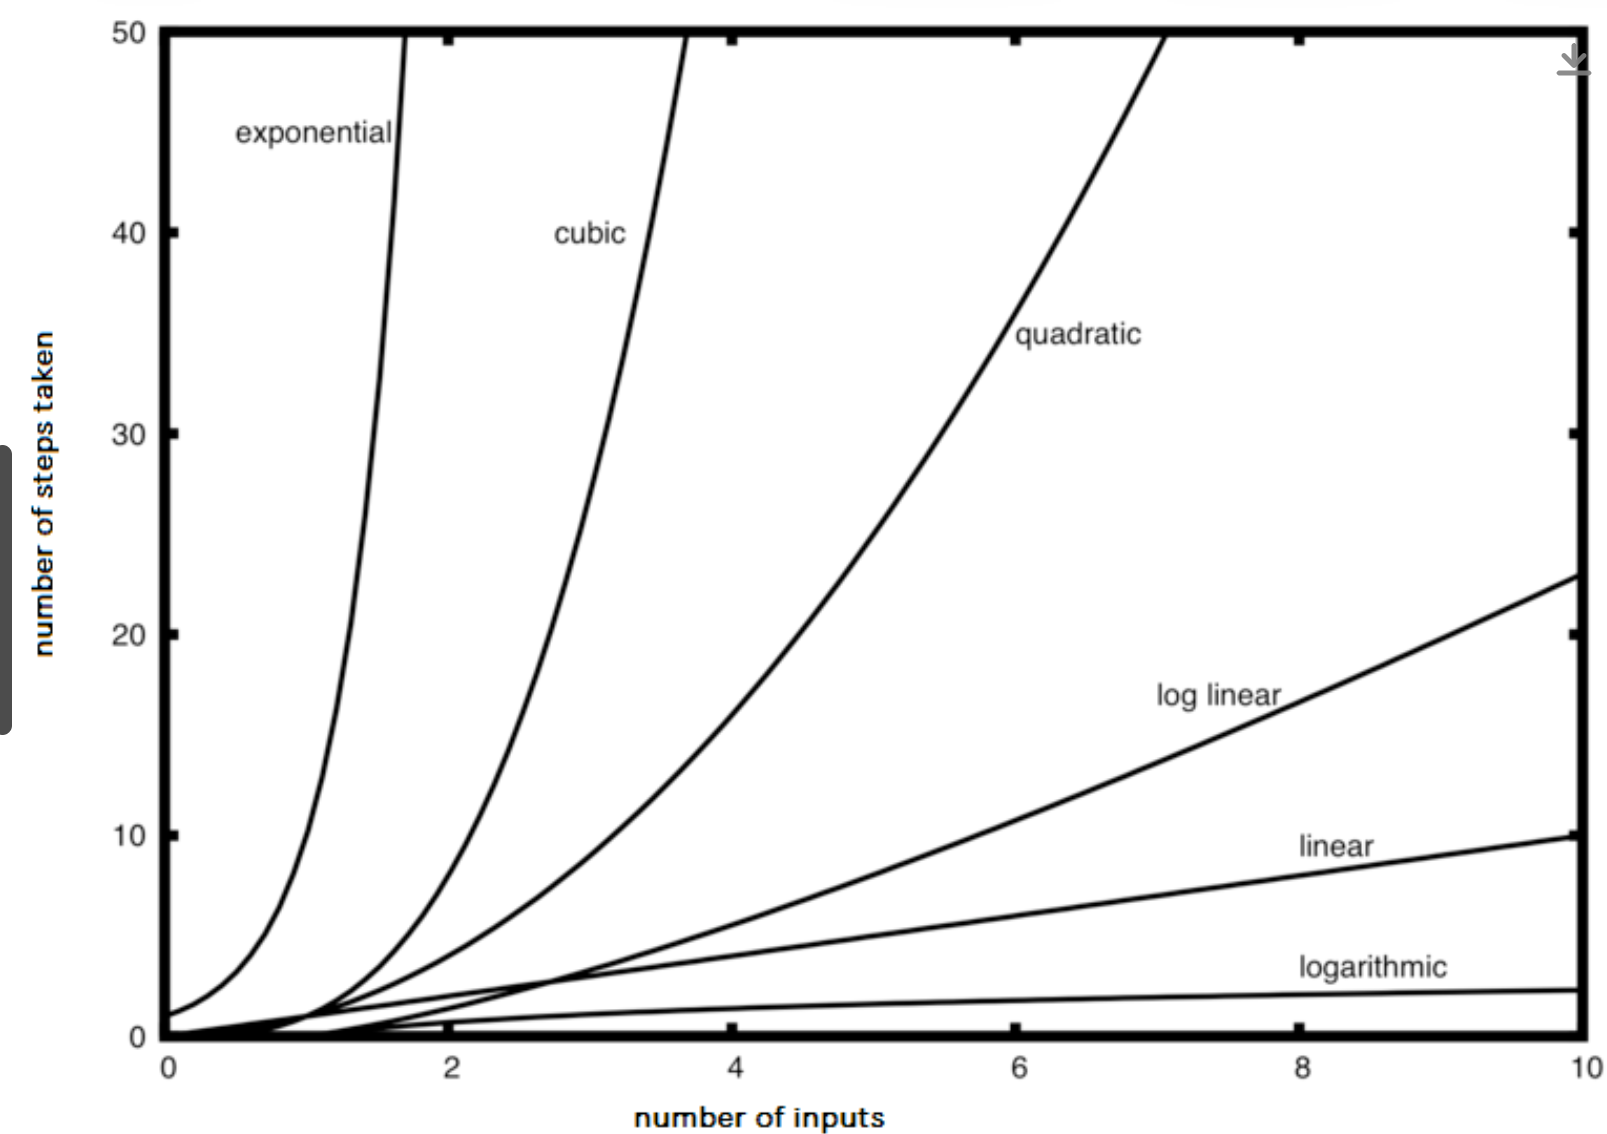 50
exponential
40
cubic
quadratic
30
number of steps taken
20
log linear
10
linear
logarithmic
0
0 2 4 6 8 10
number of inputs